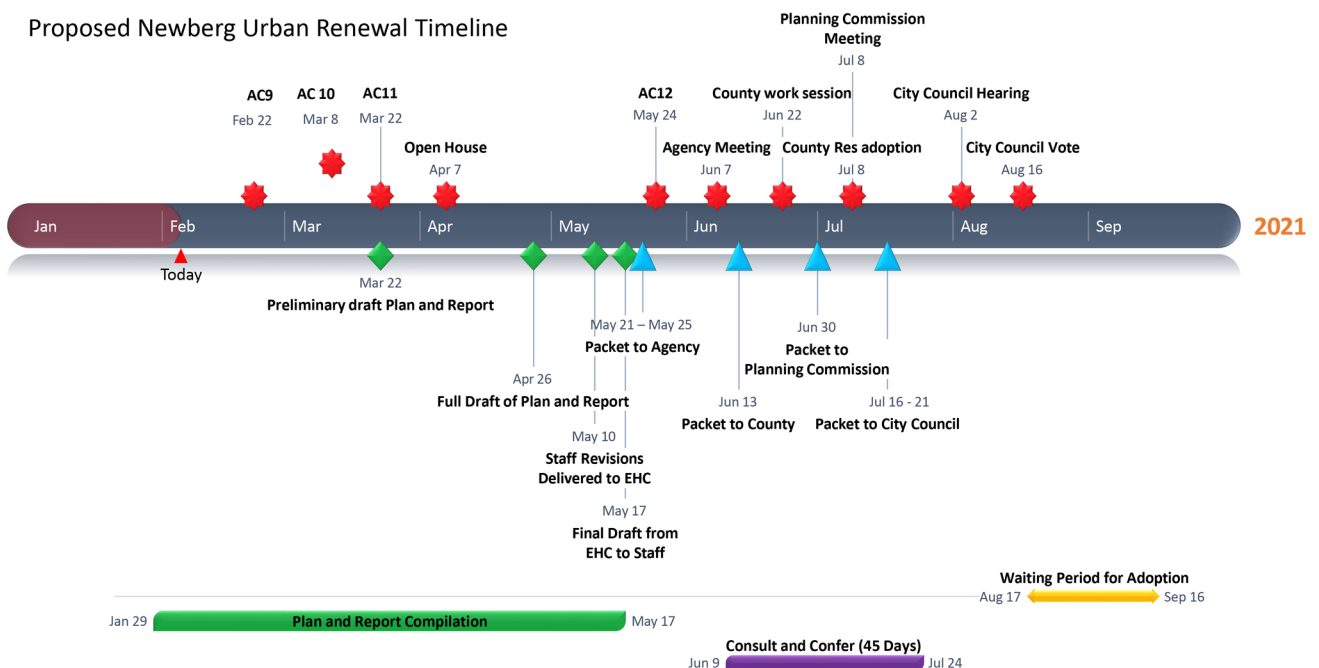 Proposed Newberg Urban Renewal Timeline
Planning Commission
Meeting
Jul 8
AC9
Feb 22
AC 10
Mar 8
AC11
Mar 22
Open House
Apr 7
AC12
May 24
Agency Meeting
Jun 7
County work session
Jun 22
County Res adoption
Jul 8
City Council Hearing
Aug 2
City Council Vote
Aug 16
Jan
Feb
Mar
Apr
May
Jun
Jul
Aug
Sep
2021
Today
Mar 22
Preliminary draft Plan and Report
May 21 – May 25
Packet to Agency
Jun 30
Packet to
Planning Commission
Apr 26
Full Draft of Plan and Report
Jun 13
Packet to County
Jul 16 - 21
Packet to City Council
May 10
Staff Revisions
Delivered to EHC
May 17
Final Draft from
EHC to Staff
Waiting Period for Adoption
Aug 17
Sep 16
Jan 29
Plan and Report Compilation
May 17
Consult and Confer (45 Days)
Jun 9
Jul 24